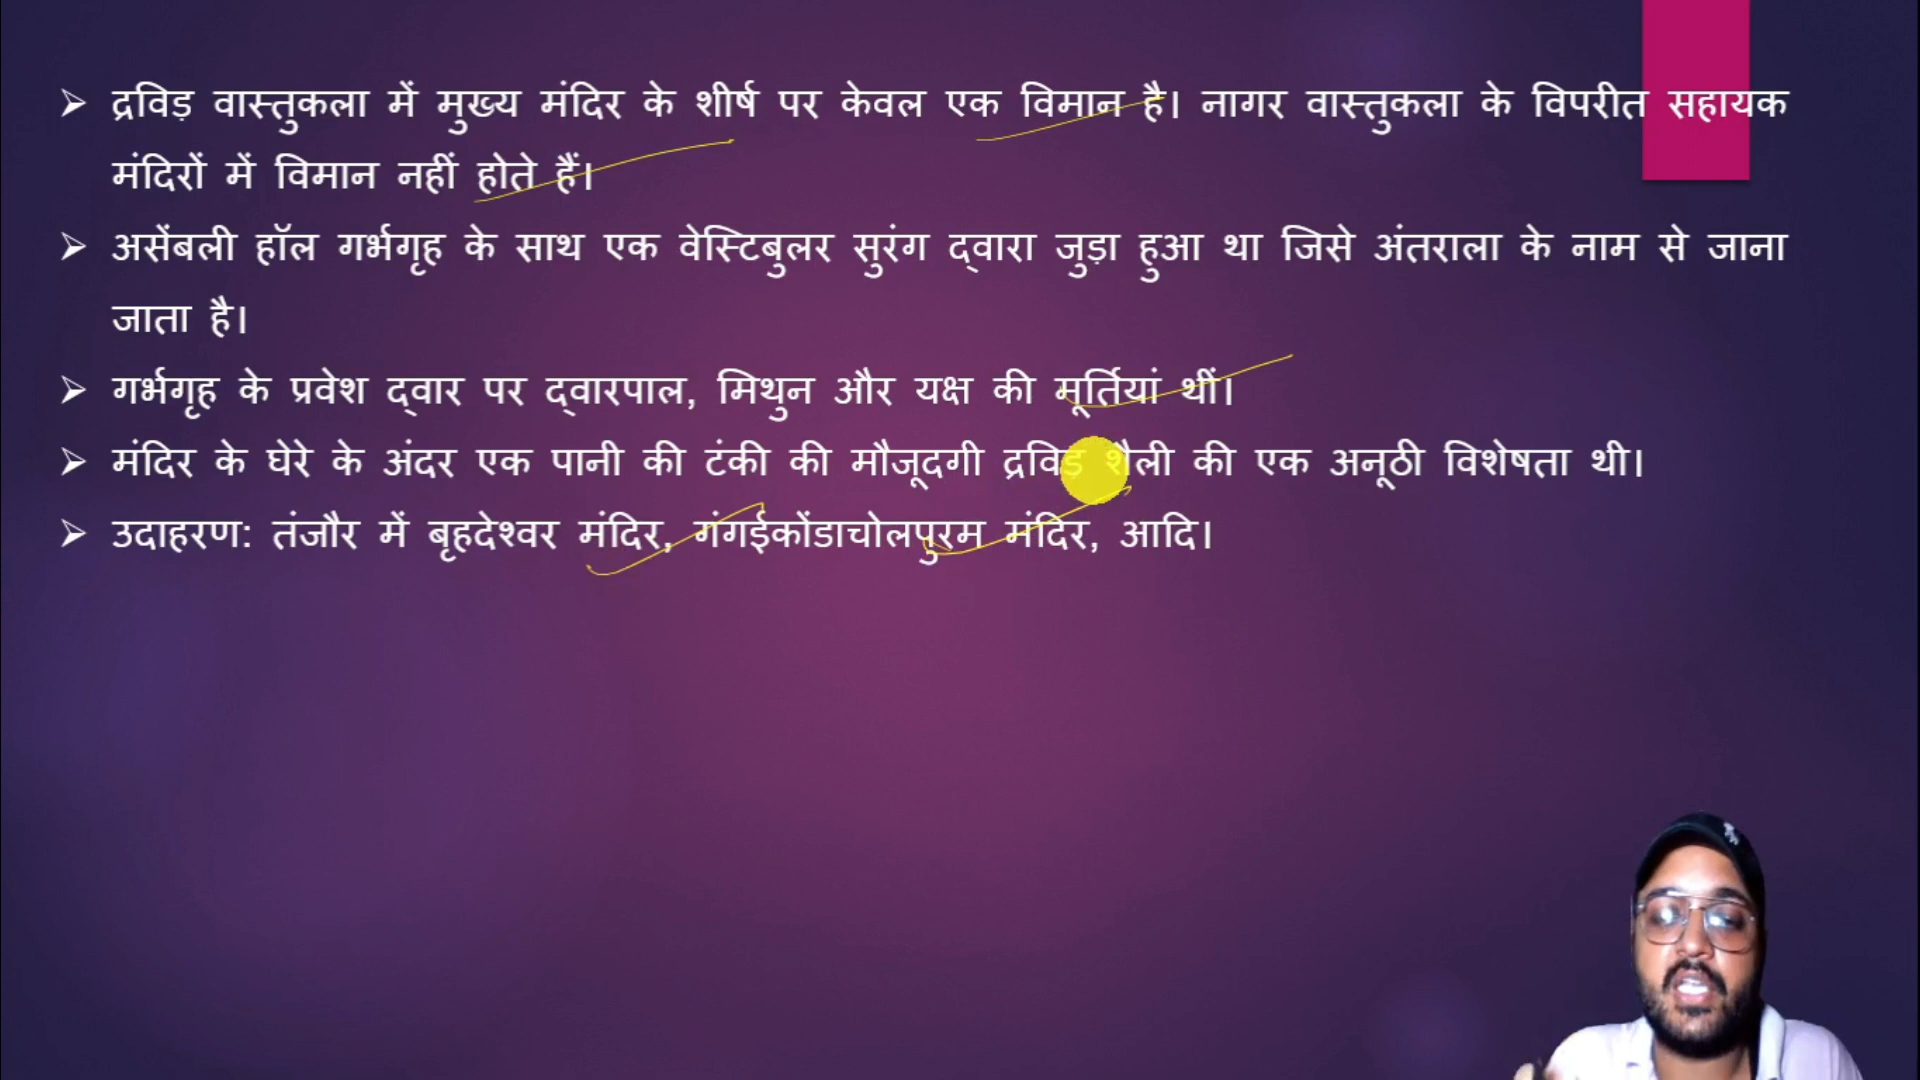 द्रविड़ वास्तुकला में मुख्य मंदिर के शीर्ष पर केवल एक विमान है। नागर वास्तुकला के विपरीत सहायक
मंदिरों में विमान नहीं होते हैं।
असेंबली हॉल गर्भगृह के साथ एक वेस्टिबुलर सुरंग द्वारा जुड़ा हुआ था जिसे अंतराला के नाम से जाना
जाता है।
गर्भगृह के प्रवेश द्वार पर द्वारपाल, मिथुन और यक्ष की मूर्तियां थीं।
मंदिर के घेरे के अंदर एक पानी की टंकी की मौजूदगी द्रविड़ शैली की एक अनूठी विशेषता थी।
उदाहरण: तंजौर में बृहदेश्वर मंदिर, गंगईकोंडाचोलपुरम मंदिर, आदि।